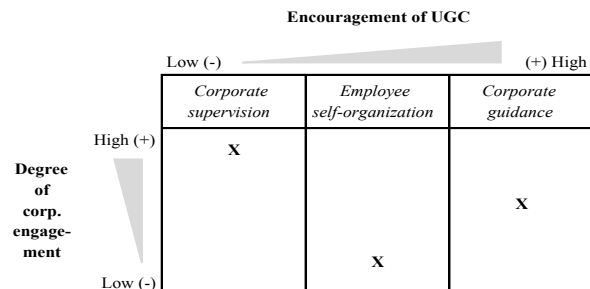 Encouragement of UGC
Low (-)
(+) High
Corporate supervision
Employee self-organization
Corporate guidance
High (+)
X
Degree
of
corp.
engage-
ment
X
X
Low (-)